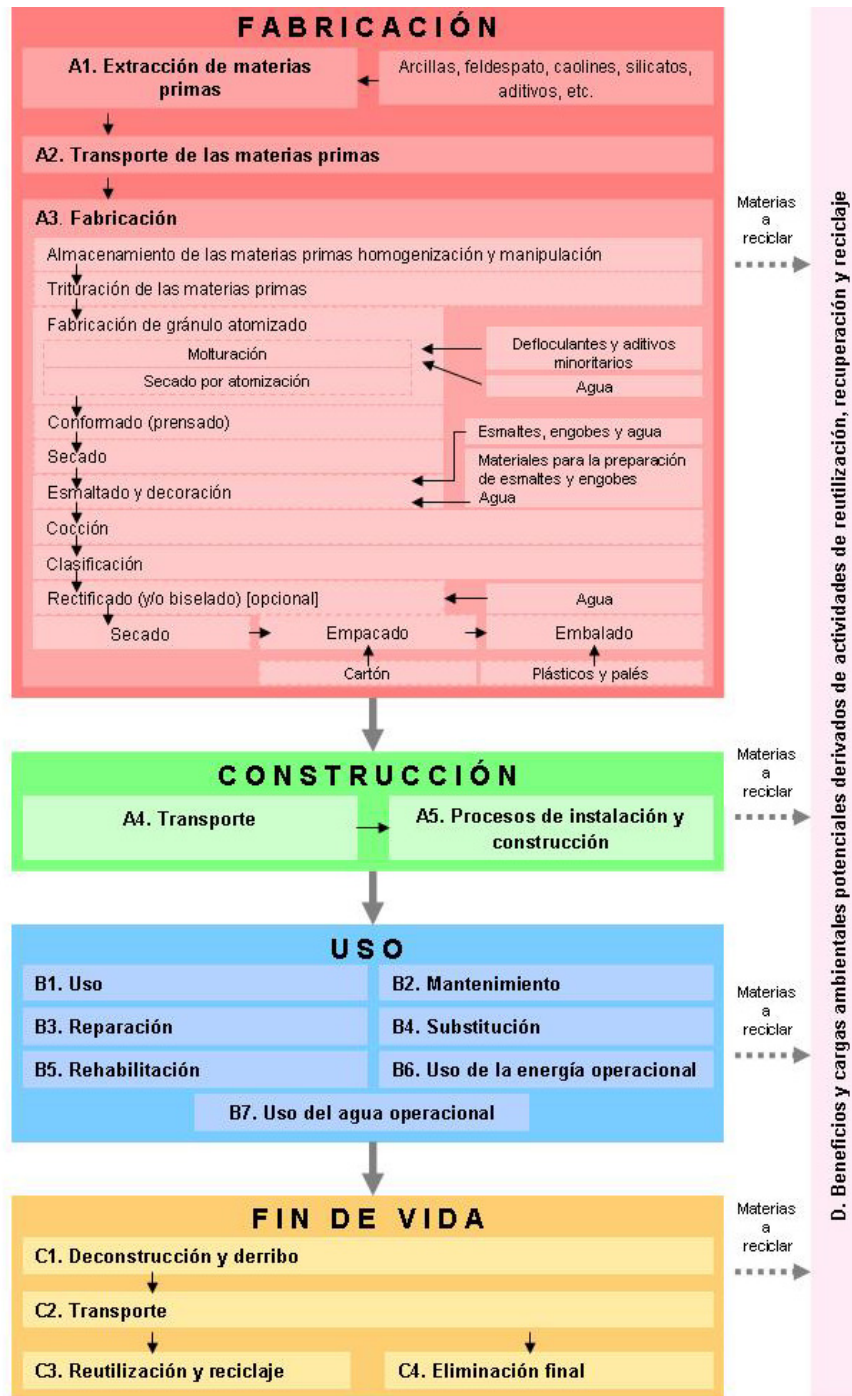 FABRICACIÓN
A1. Extracción de materias
primas
Arcillas, feldespato, caolines, silicatos,
aditivos, etc.
A2. Transporte de las materias primas
A3. Fabricación
Almacenamiento de las materias primas homogenización y manipulación
Trituración de las materias primas
Fabricación de gránulo atomizado
Molturación
Secado por atomización
Defloculantes y aditivos
minoritarios
Agua
Conformado (prensado)
Esmaltes, engobes y agua
Secado
Materiales para la preparación
de esmaltes y engobes
Esmaltado y decoración
Agua
Cocción
Clasificación
Rectificado (y/o biselado) [opcional]
Agua
Secado
Empacado
Embalado
Cartón
Plásticos y palés
Materias
a
reciclar
CONSTRUCCIÓN
A4. Transporte
A5. Procesos de instalación y
construcción
Materias
a
reciclar
USO
B1. Uso
B2. Mantenimiento
B3. Reparación
B4. Substitución
B5. Rehabilitación
B6. Uso de la energía operacional
B7. Uso del agua operacional
Materias
a
reciclar
FIN DE VIDA
C1. Deconstrucción y derribo
C2. Transporte
C3. Reutilización y reciclaje
C4. Eliminación final
Materias
a
reciclar
D. Beneficios y cargas ambientales potenciales derivados de actividades de reutilización, recuperación y reciclaje